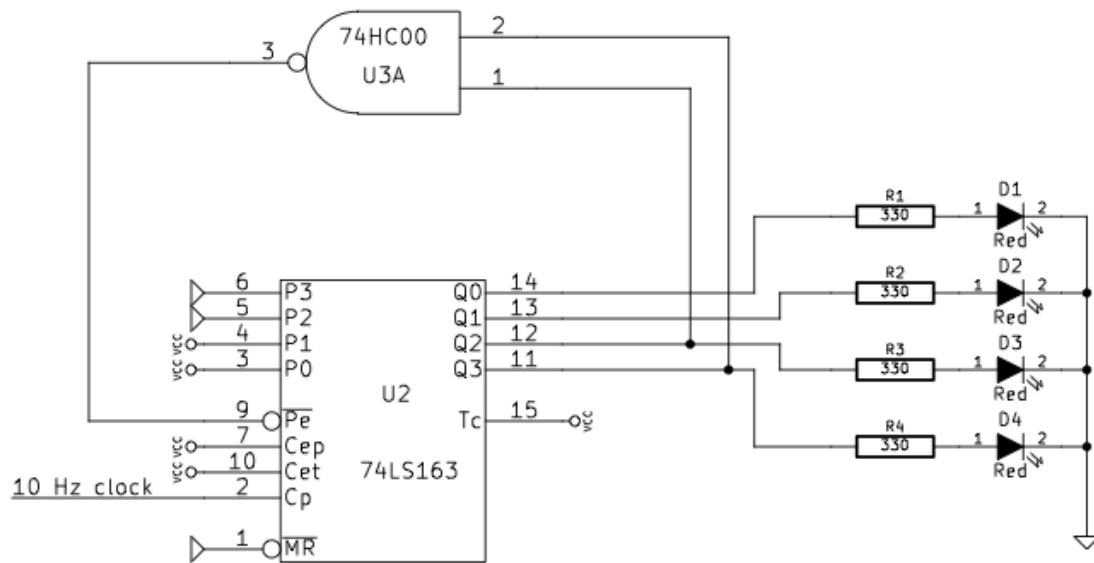 74HC00
U3A
3
2
1
R1
330
1
D1
2
Red
R2
330
1
D2
2
Red
R3
330
1
D3
2
Red
R4
330
1
D4
2
Red
6 P3
5 P2
VCC 4 P1
VCC 3 P0
9 Pe
VCC 7 Cep
VCC 10 Cet
10 Hz clock 2 Cp
1 MR
U2
74LS163
Q0 14
Q1 13
Q2 12
Q3 11
Tc 15 VCC